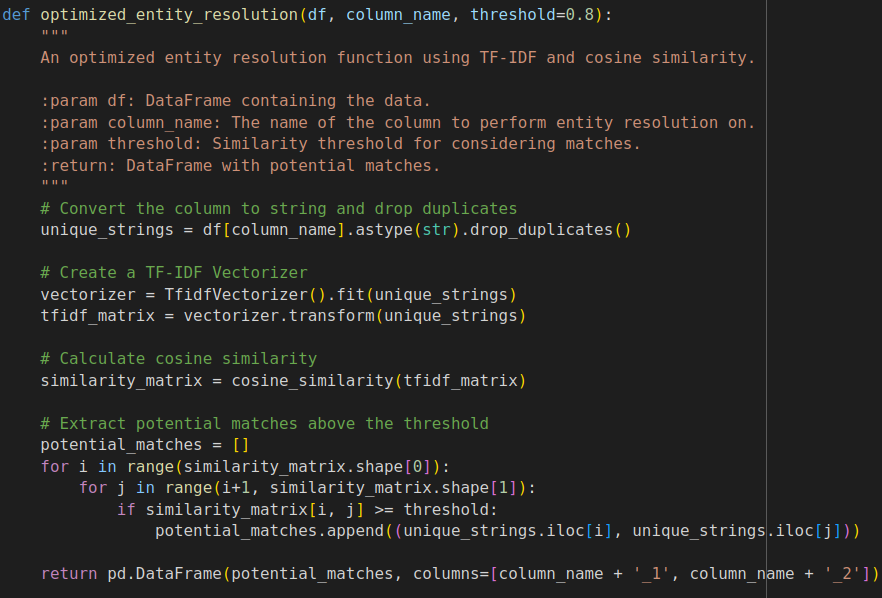 def optimized_entity_resolution(df, column_name, threshold=0.8):
    """
    An optimized entity resolution function using TF-IDF and cosine similarity.

    :param df: DataFrame containing the data.
    :param column_name: The name of the column to perform entity resolution on.
    :param threshold: Similarity threshold for considering matches.
    :return: DataFrame with potential matches.
    """
    # Convert the column to string and drop duplicates
    unique_strings = df[column_name].astype(str).drop_duplicates()

    # Create a TF-IDF Vectorizer
    vectorizer = TfidfVectorizer().fit(unique_strings)
    tfidf_matrix = vectorizer.transform(unique_strings)

    # Calculate cosine similarity
    similarity_matrix = cosine_similarity(tfidf_matrix)

    # Extract potential matches above the threshold
    potential_matches = []
    for i in range(similarity_matrix.shape[0]):
        for j in range(i+1, similarity_matrix.shape[1]):
            if similarity_matrix[i, j] >= threshold:
                potential_matches.append((unique_strings.iloc[i], unique_strings.iloc[j]))

    return pd.DataFrame(potential_matches, columns=[column_name + '_1', column_name + '_2'])